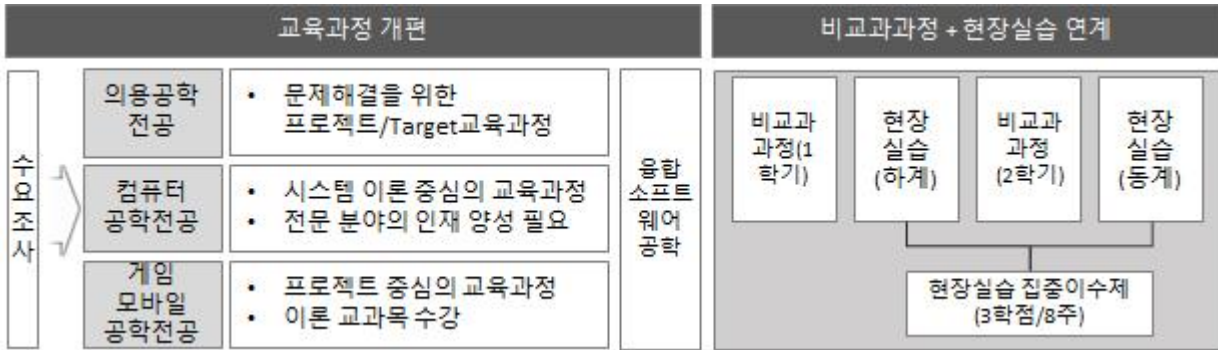 교육과정 개편
비교과과정 + 현장실습 연계
수
요
조
사
의용공학
전공
• 문제해결을 위한
프로젝트/Target교육과정
컴퓨터
공학전공
• 시스템 이론 중심의 교육과정
• 전문 분야의 인재 양성 필요
게임
모바일
공학전공
• 프로젝트 중심의 교육과정
• 이론 교과목 수강
융합
소프트
웨어
공학
비교과
과정(1
학기)
현장
실습
(하계)
비교과
과정
(2학기)
현장
실습
(동계)
현장실습 집중이수제
(3학점/8주)